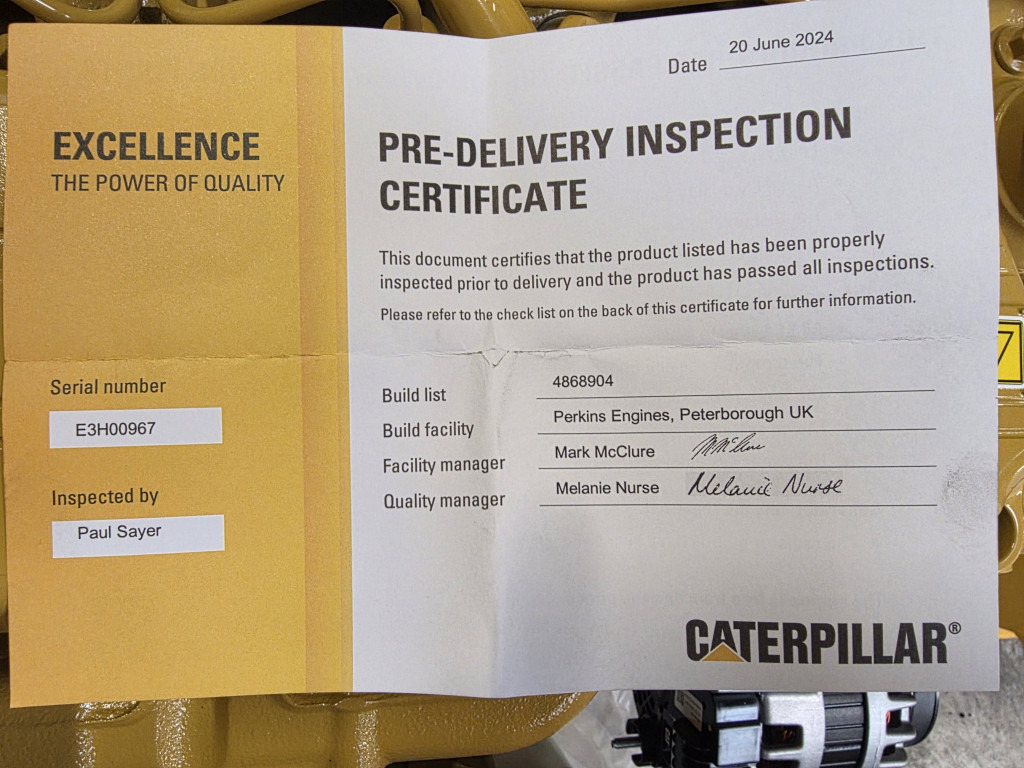 20 June 2024
Date
EXCELLENCE
THE POWER OF QUALITY
PRE-DELIVERY INSPECTION
CERTIFICATE
This document certifies that the product listed has been properly
inspected prior to delivery and the product has passed all inspections.
Please refer to the check list on the back of this certificate for further information.
Serial number
E3H00967
Inspected by
Paul Sayer
Build list 4868904
Build facility Perkins Engines, Peterborough UK
Facility manager Mark McClure McClure
Quality manager Melanie Nurse Melanie Nurse
CATERPILLAR®